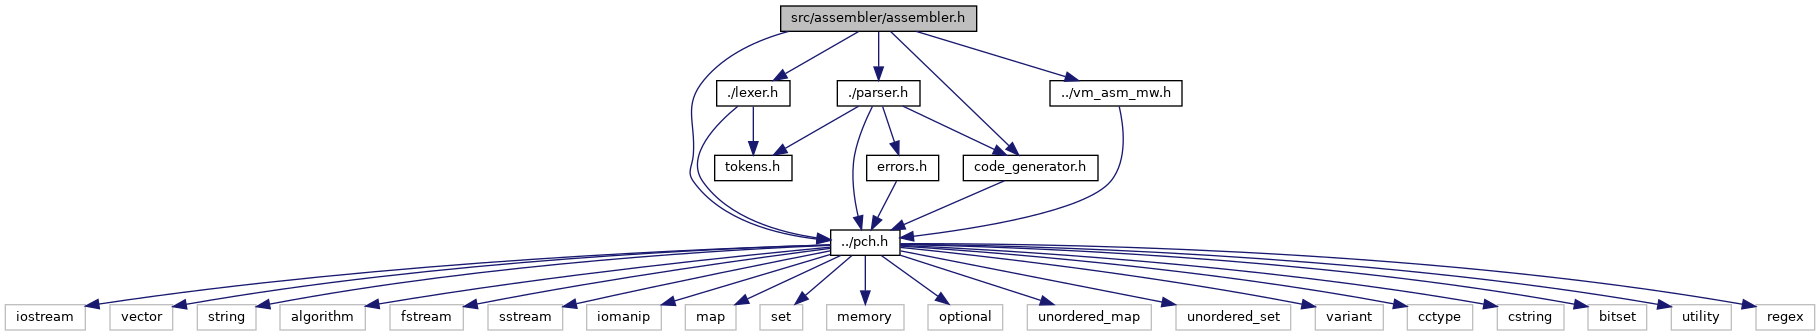 src/assembler/assembler.h
./lexer.h
./parser.h
../vm_asm_mw.h
tokens.h
errors.h
code_generator.h
../pch.h
iostream
vector
string
algorithm
fstream
sstream
iomanip
map
set
memory
optional
unordered_map
unordered_set
variant
cctype
cstring
bitset
utility
regex